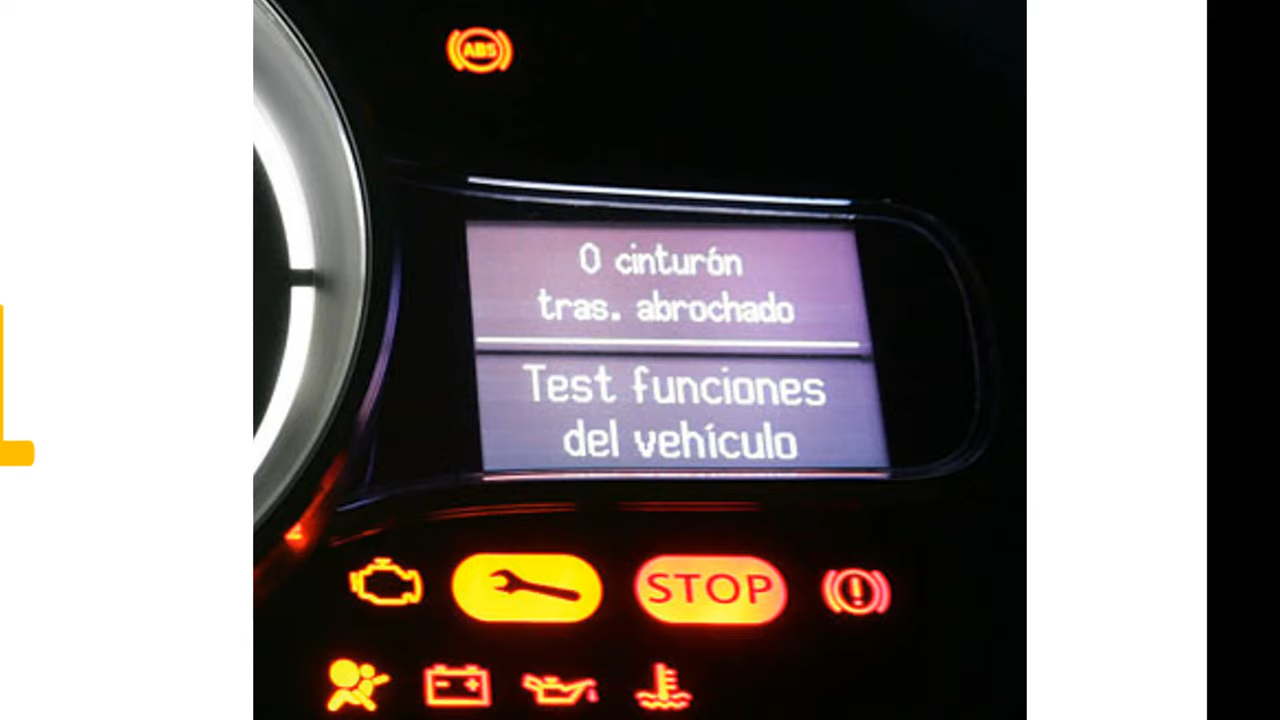 ABS
0 cinturón
tras. abrochado
Test funciones
del vehículo
STOP